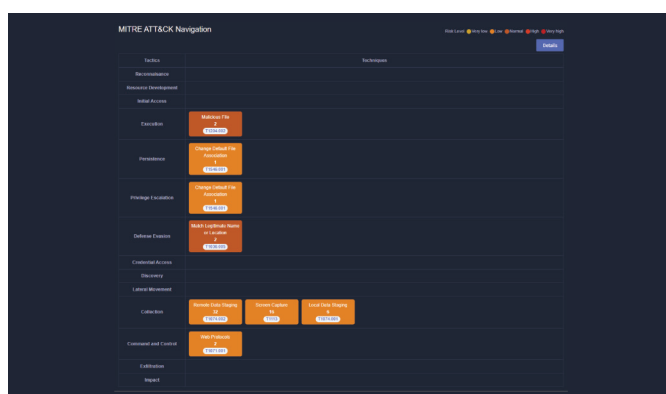 MITRE ATT&CK Navigation
Risk Level Very low Low Normal High Very high
Details
Tactics Techniques
Reconnaissance
Resource Development
Initial Access
Execution
Malicious File
2
T1204.002
Persistence
Change Default File
Association
1
T1546.001
Privilege Escalation
Change Default File
Association
1
T1546.001
Defense Evasion
Match Legitimate Name
or Location
2
T1036.005
Credential Access
Discovery
Lateral Movement
Collection
Remote Data Staging
32
T1074.002
Screen Capture
16
T1113
Local Data Staging
T1074.001
Command and Control
Web Protocols
2
T1071.001
Exfiltration
Impact